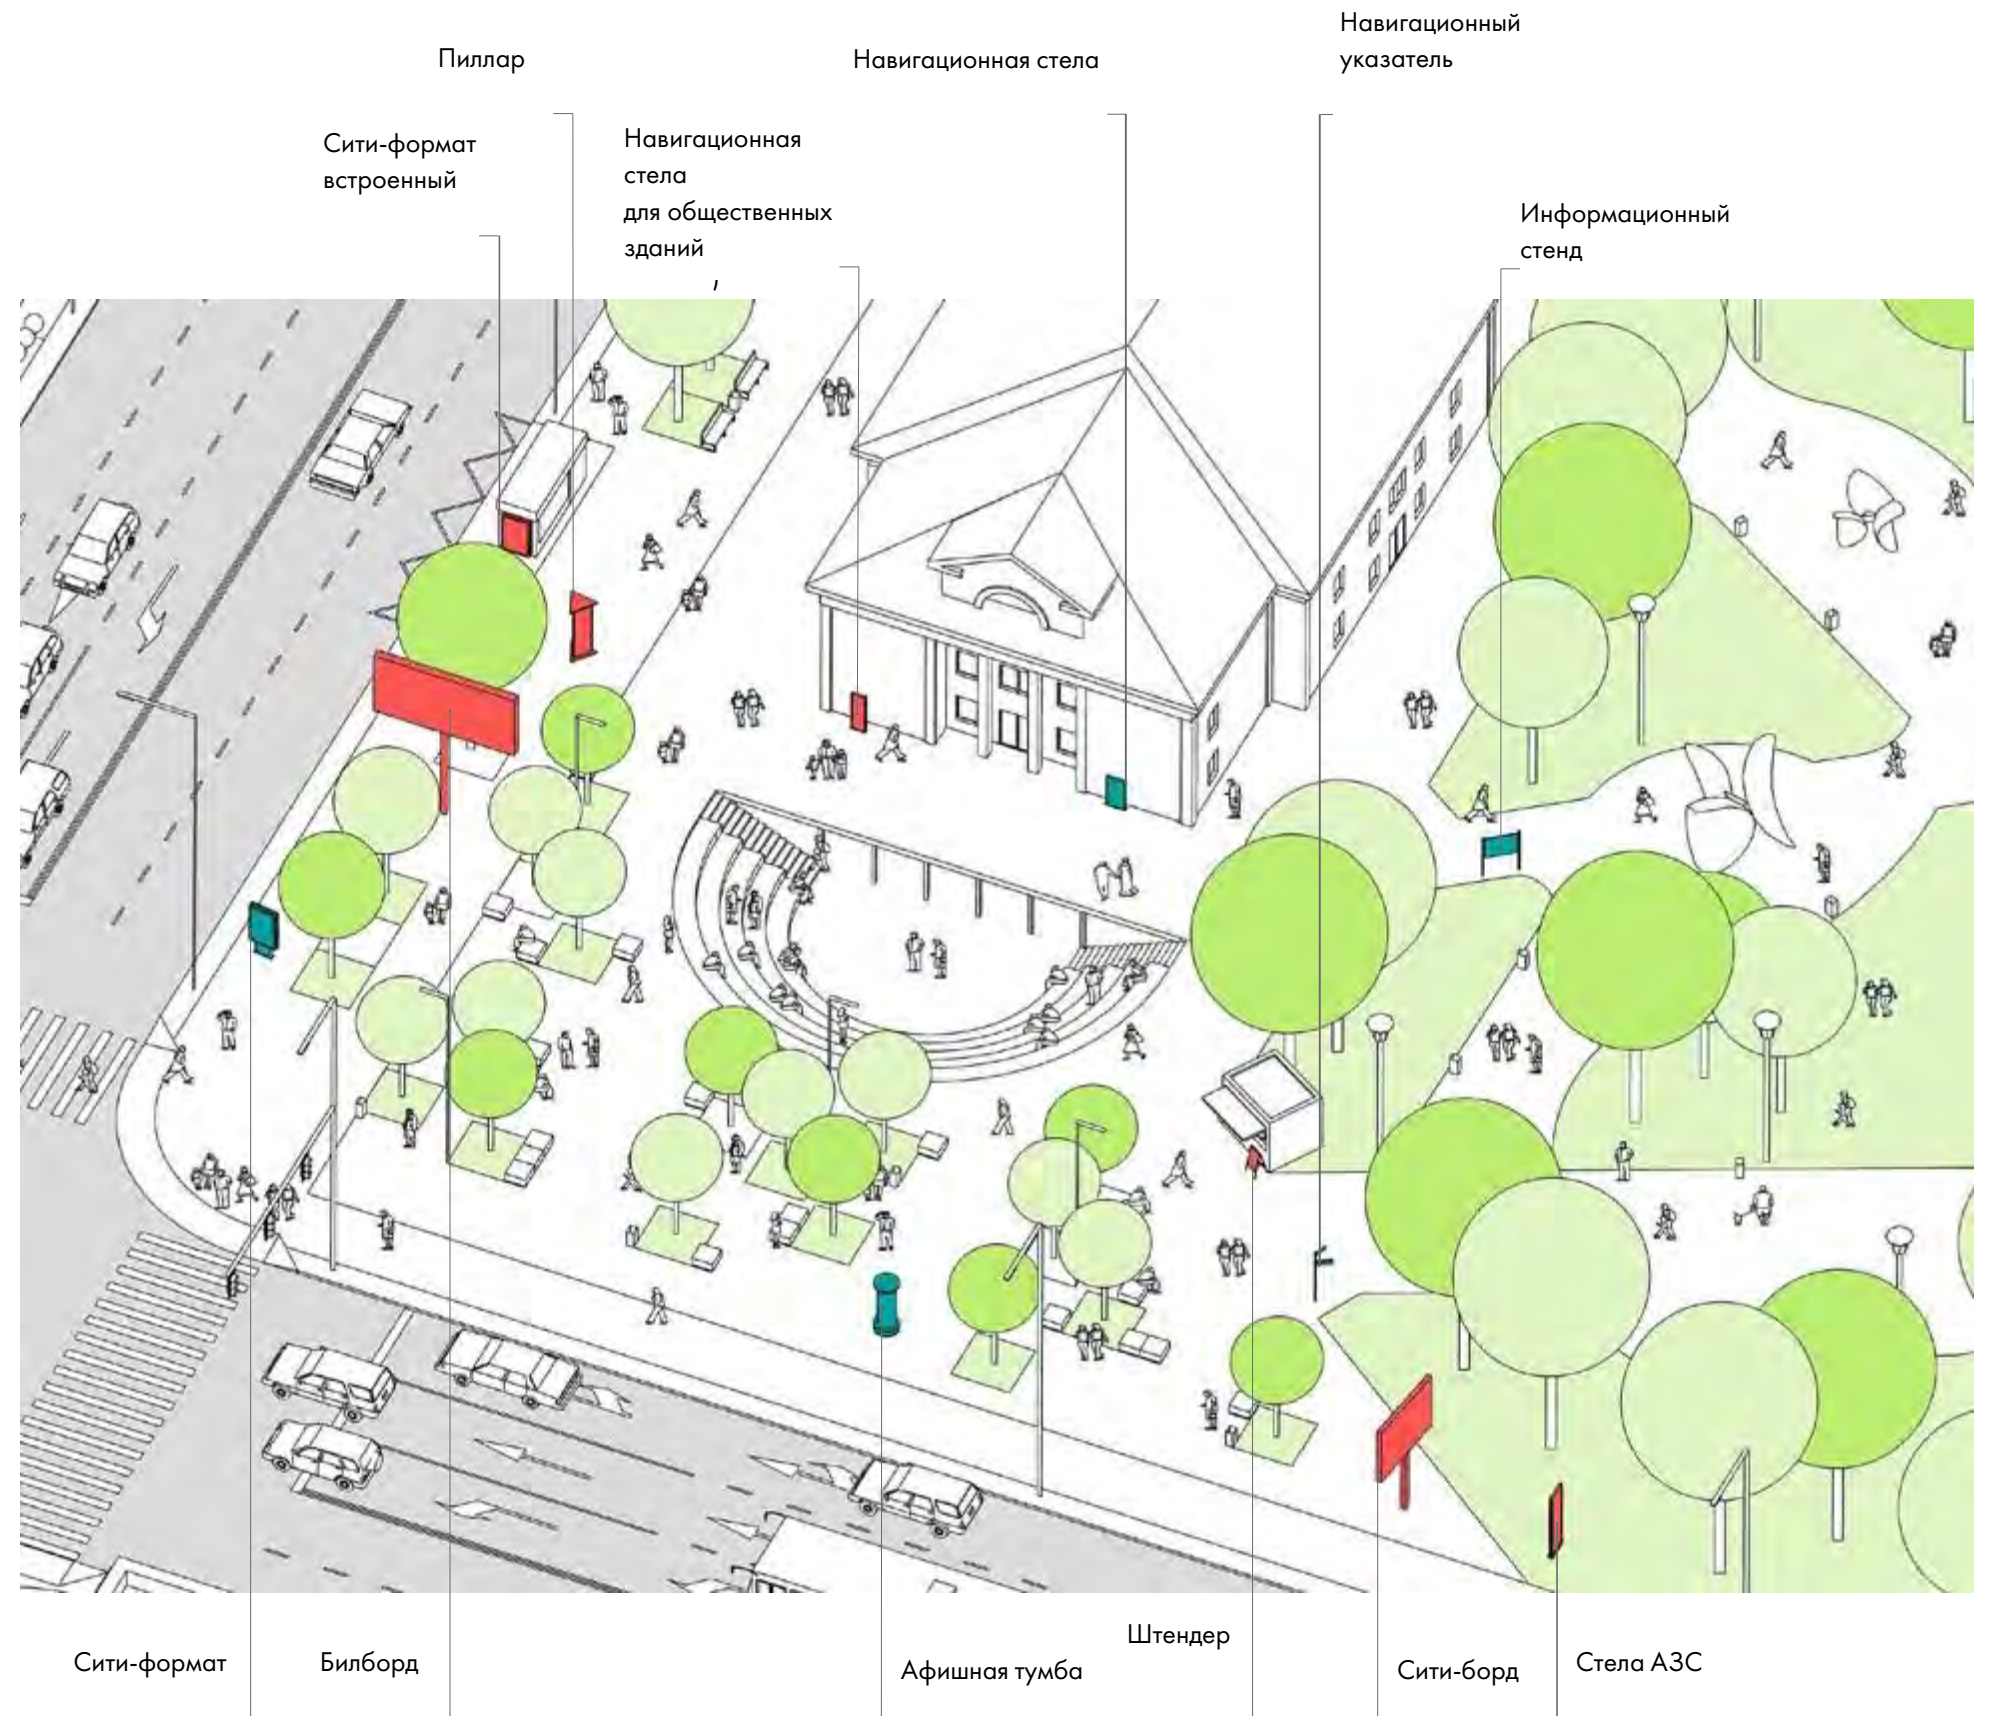 Навигационный
указатель
Пиллар
Навигационная стела
Сити-формат
встроенный
Навигационная
стела
для общественных
зданий
,
Информационный
стенд
Штендер
Сити-формат
Билборд
Афишная тумба
Сити-борд
Стела АЗС